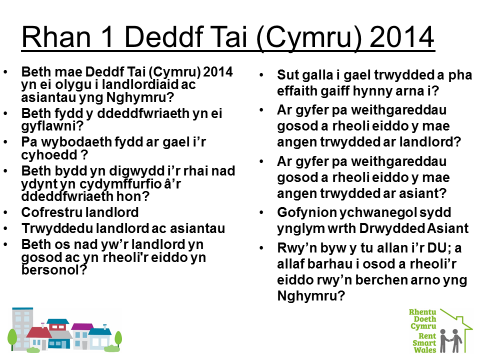 Rhan 1 Deddf Tai (Cymru) 2014
• Beth mae Deddf Tai (Cymru) 2014
yn ei olygu i landlordiaid ac
asiantau yng Nghymru?
• Beth fydd y ddeddfwriaeth yn ei
gyflawni?
• Pa wybodaeth fydd ar gael i'r
cyhoedd ?
• Beth bydd yn digwydd i'r rhai nad
ydynt yn cydymffurfio â'r
ddeddfwriaeth hon?
• Cofrestru landlord
• Trwyddedu landlord ac asiantau
• Beth os nad yw'r landlord yn
gosod ac yn rheoli'r eiddo yn
bersonol?
• Sut galla i gael trwydded a pha
effaith gaiff hynny arna i?
• Ar gyfer pa weithgareddau
gosod a rheoli eiddo y mae
angen trwydded ar landlord?
• Ar gyfer pa weithgareddau
gosod a rheoli eiddo y mae
angen trwydded ar asiant?
• Gofynion ychwanegol sydd
ynglym wrth Drwydded Asiant
• Rwy'n byw y tu allan i'r DU; a
allaf barhau i osod a rheoli'r
eiddo rwy'n berchen arno yng
Nghymru?
Rhentu
Doeth
Cymru
Rent
Smart
Wales